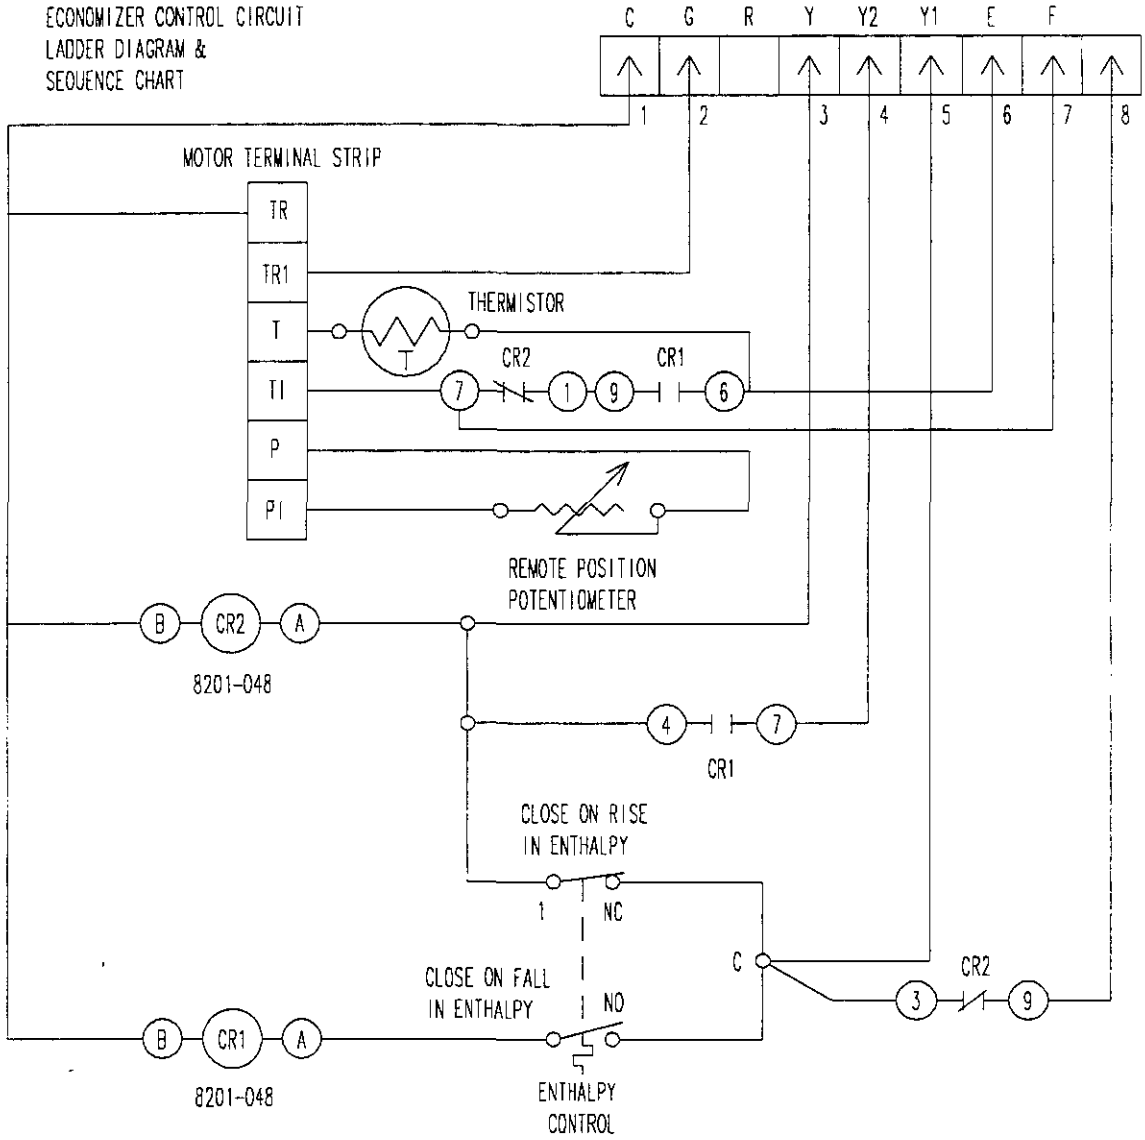 ECONOMIZER CONTROL CIRCUIT
LADDER DIAGRAM &
SEQUENCE CHART
C G R Y Y2 Y1 E F
1 2 3 4 5 6 7 8
MOTOR TERMINAL STRIP
TR
TR1
THERMISTOR
T
T
CR2 CR1
T1 7 1 9 6
P
P1
REMOTE POSITION
POTENTIOMETER
B CR2 A
8201-048
4 7
CR1
CLOSE ON RISE
IN ENTHALPY
1 NC
C CR2
CLOSE ON FALL
IN ENTHALPY NO
3 9
B CR1 A
8201-048
ENTHALPY
CONTROL